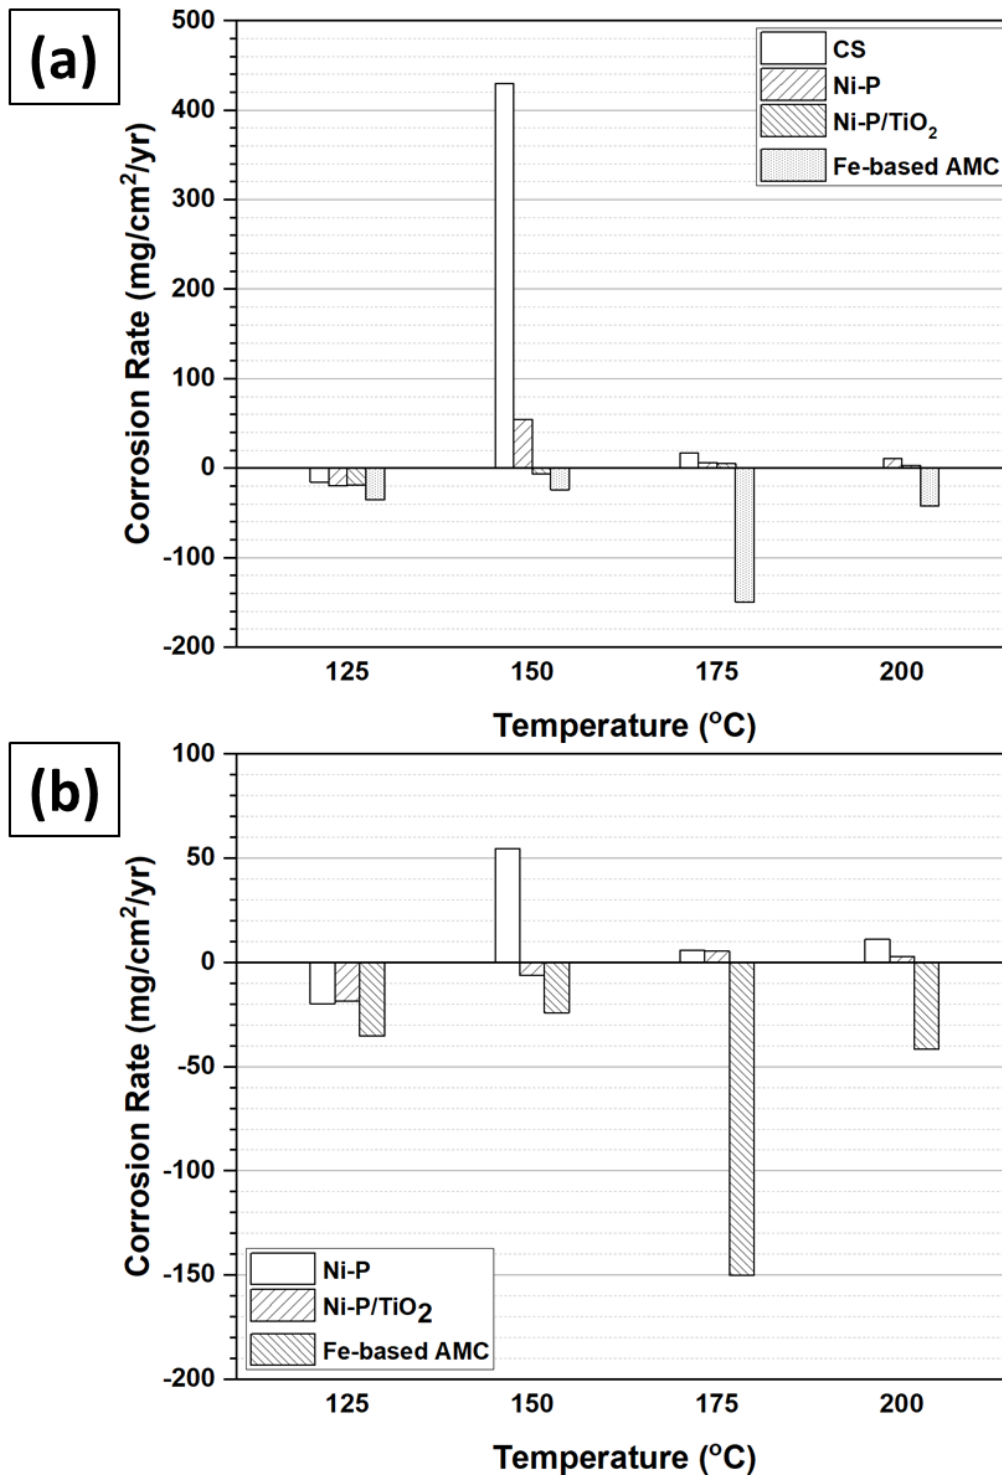 (a)
Corrosion Rate (mg/cm²/yr)
500
400
300
200
100
0
-100
-200
CS
Ni-P
Ni-P/TiO₂
Fe-based AMC
125 150 175 200
Temperature (°C)
(b)
Corrosion Rate (mg/cm²/yr)
100
50
0
-50
-100
-150
-200
Ni-P
Ni-P/TiO2
Fe-based AMC
125 150 175 200
Temperature (°C)